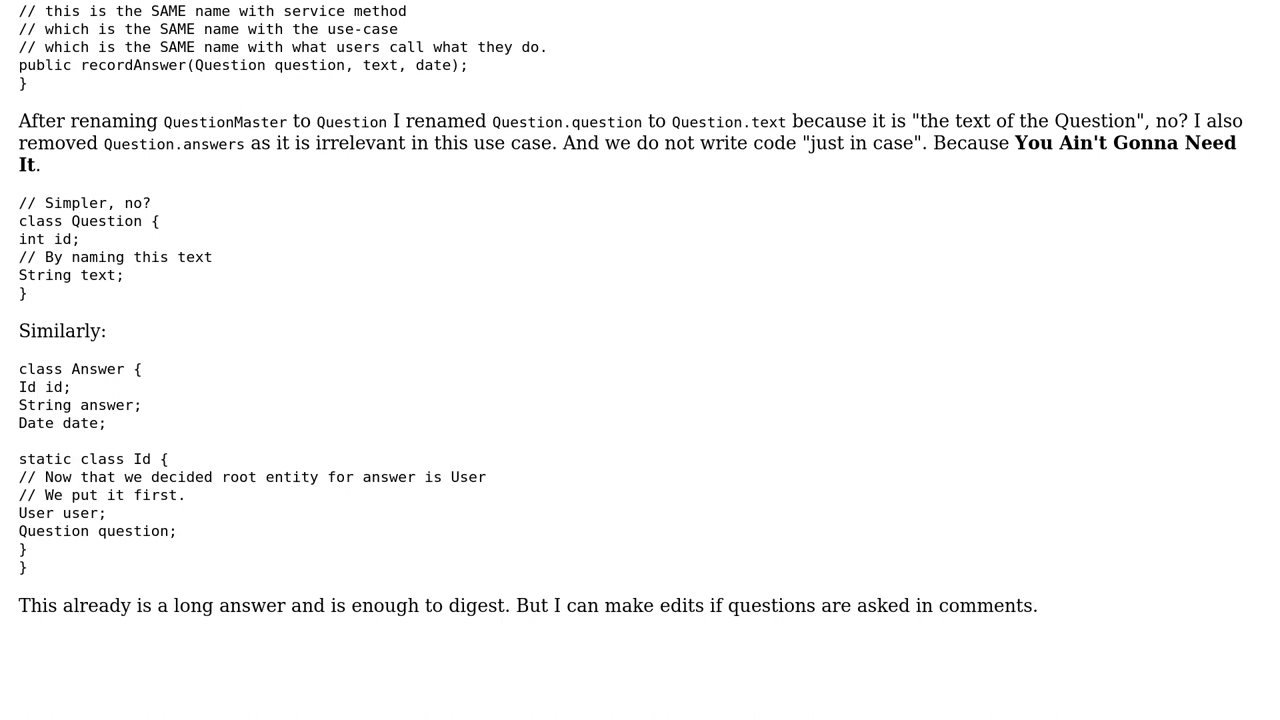 // this is the SAME name with service method
// which is the SAME name with the use-case
// which is the SAME name with what users call what they do.
public recordAnswer(Question question, text, date);
}
After renaming QuestionMaster to Question I renamed Question.question to Question.text because it is "the text of the Question", no? I also
removed Question.answers as it is irrelevant in this use case. And we do not write code "just in case". Because You Ain't Gonna Need
It.
// Simpler, no?
class Question {
int id;
// By naming this text
String text;
}
Similarly:
class Answer {
Id id;
String answer;
Date date;
static class Id {
// Now that we decided root entity for answer is User
// We put it first.
User user;
Question question;
}
}
This already is a long answer and is enough to digest. But I can make edits if questions are asked in comments.